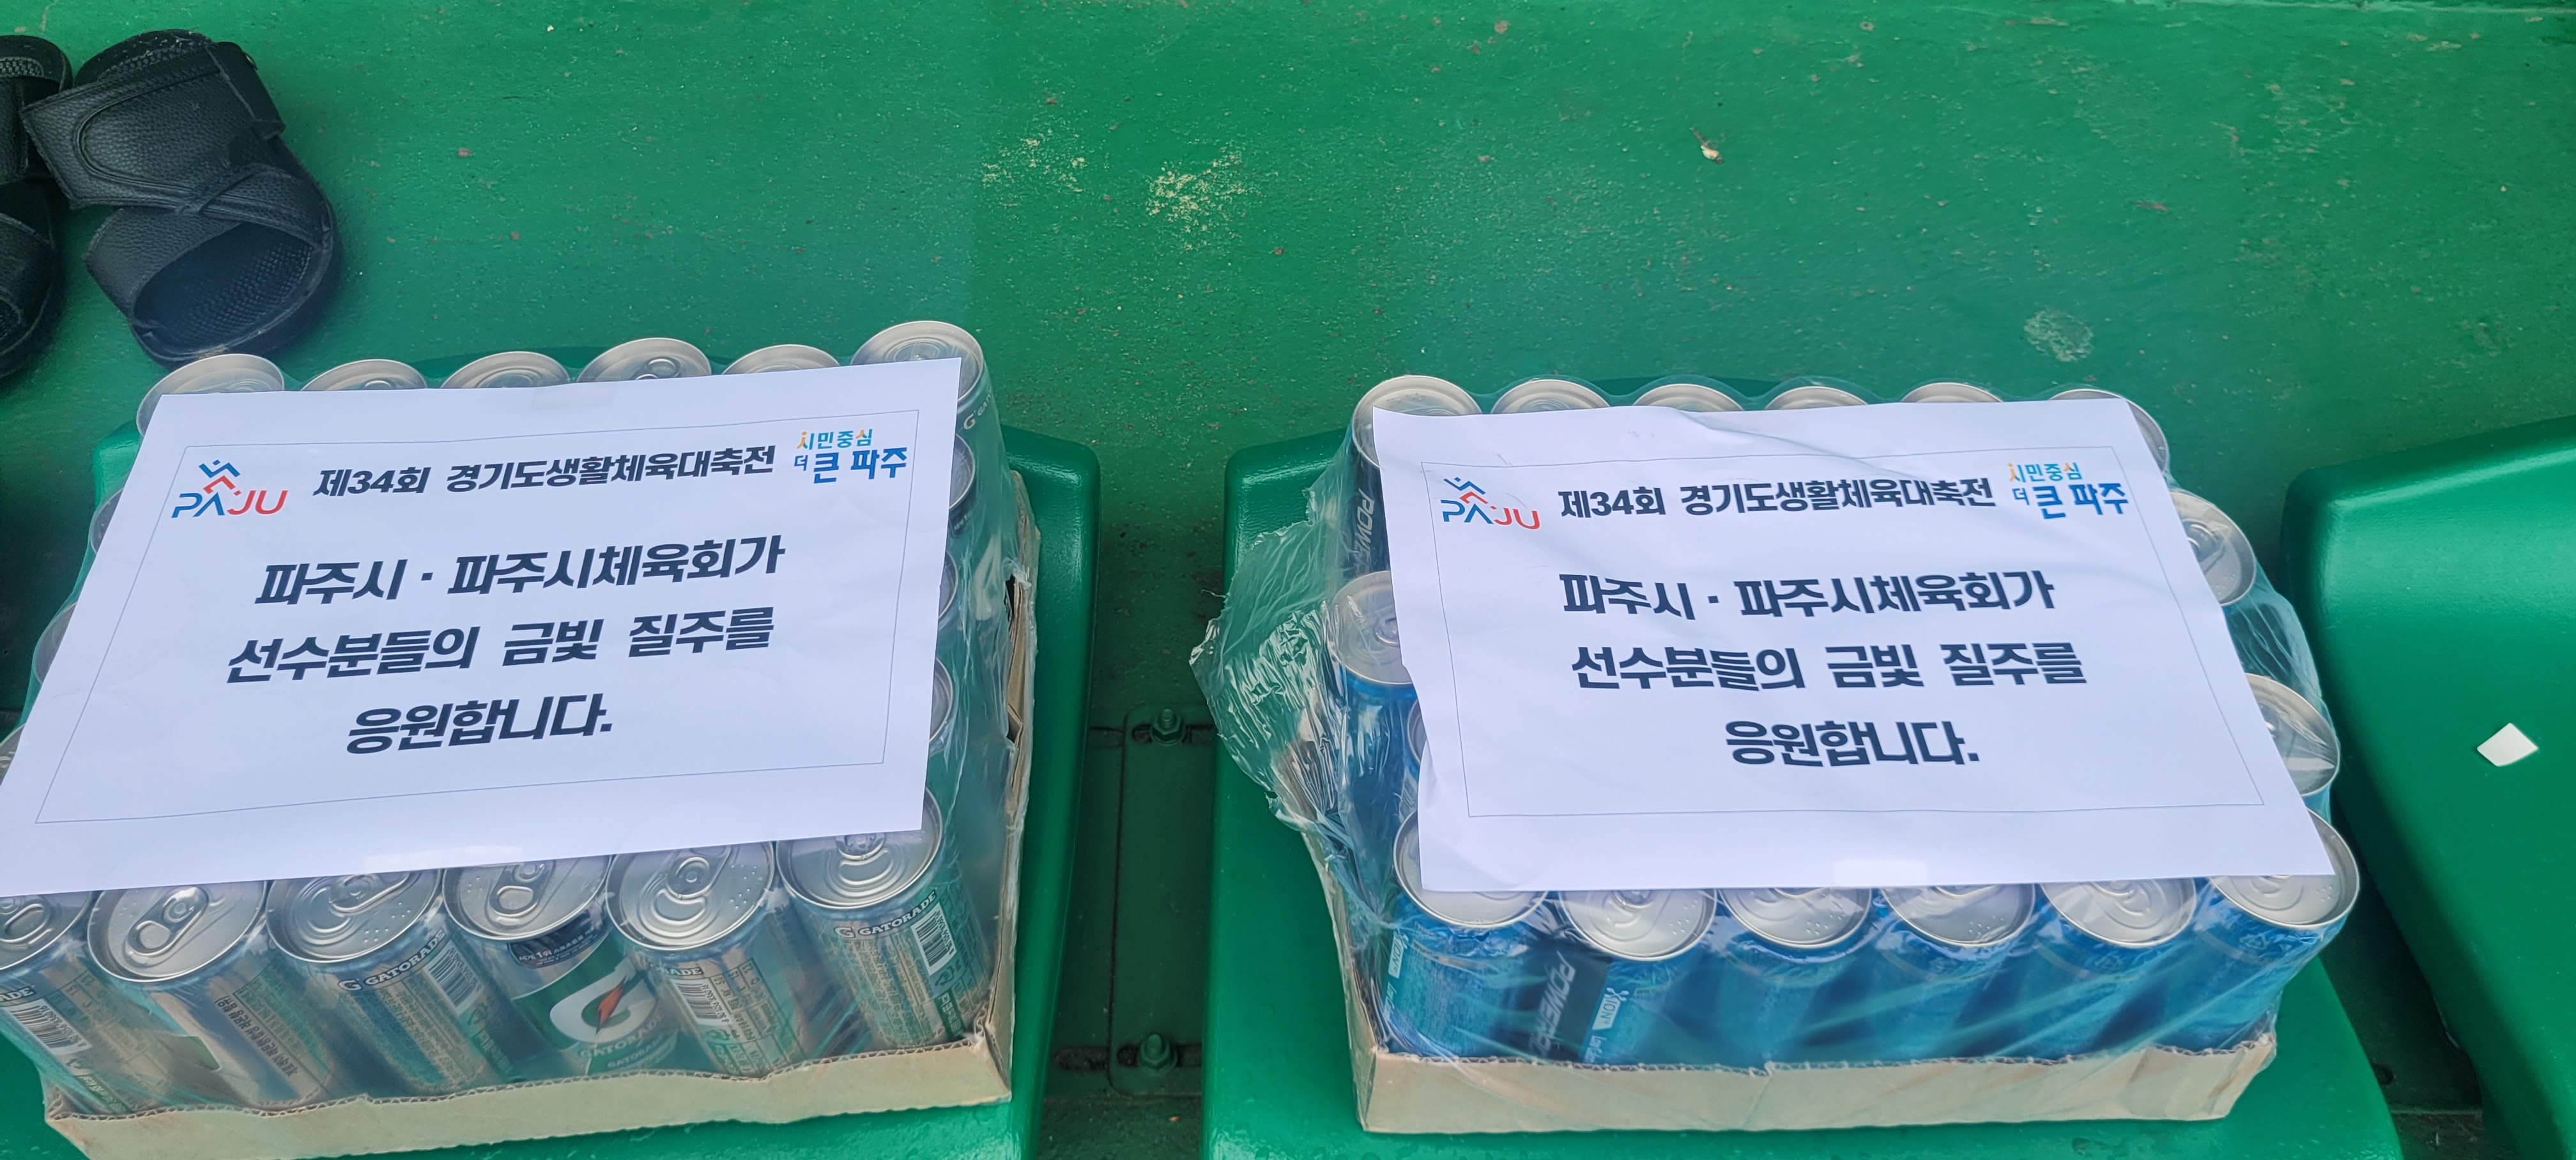 PAJU
제34회 경기도생활체육대축전
시민중심
더 큰 파주
파주시 · 파주시체육회가
선수분들의 금빛 질주를
응원합니다.
PAJU
제34회 경기도생활체육대축전
시민중심
더 큰 파주
파주시 · 파주시체육회가
선수분들의 금빛 질주를
응원합니다.
GATORADE
GATORADE
G
GATORADE
ION
ION